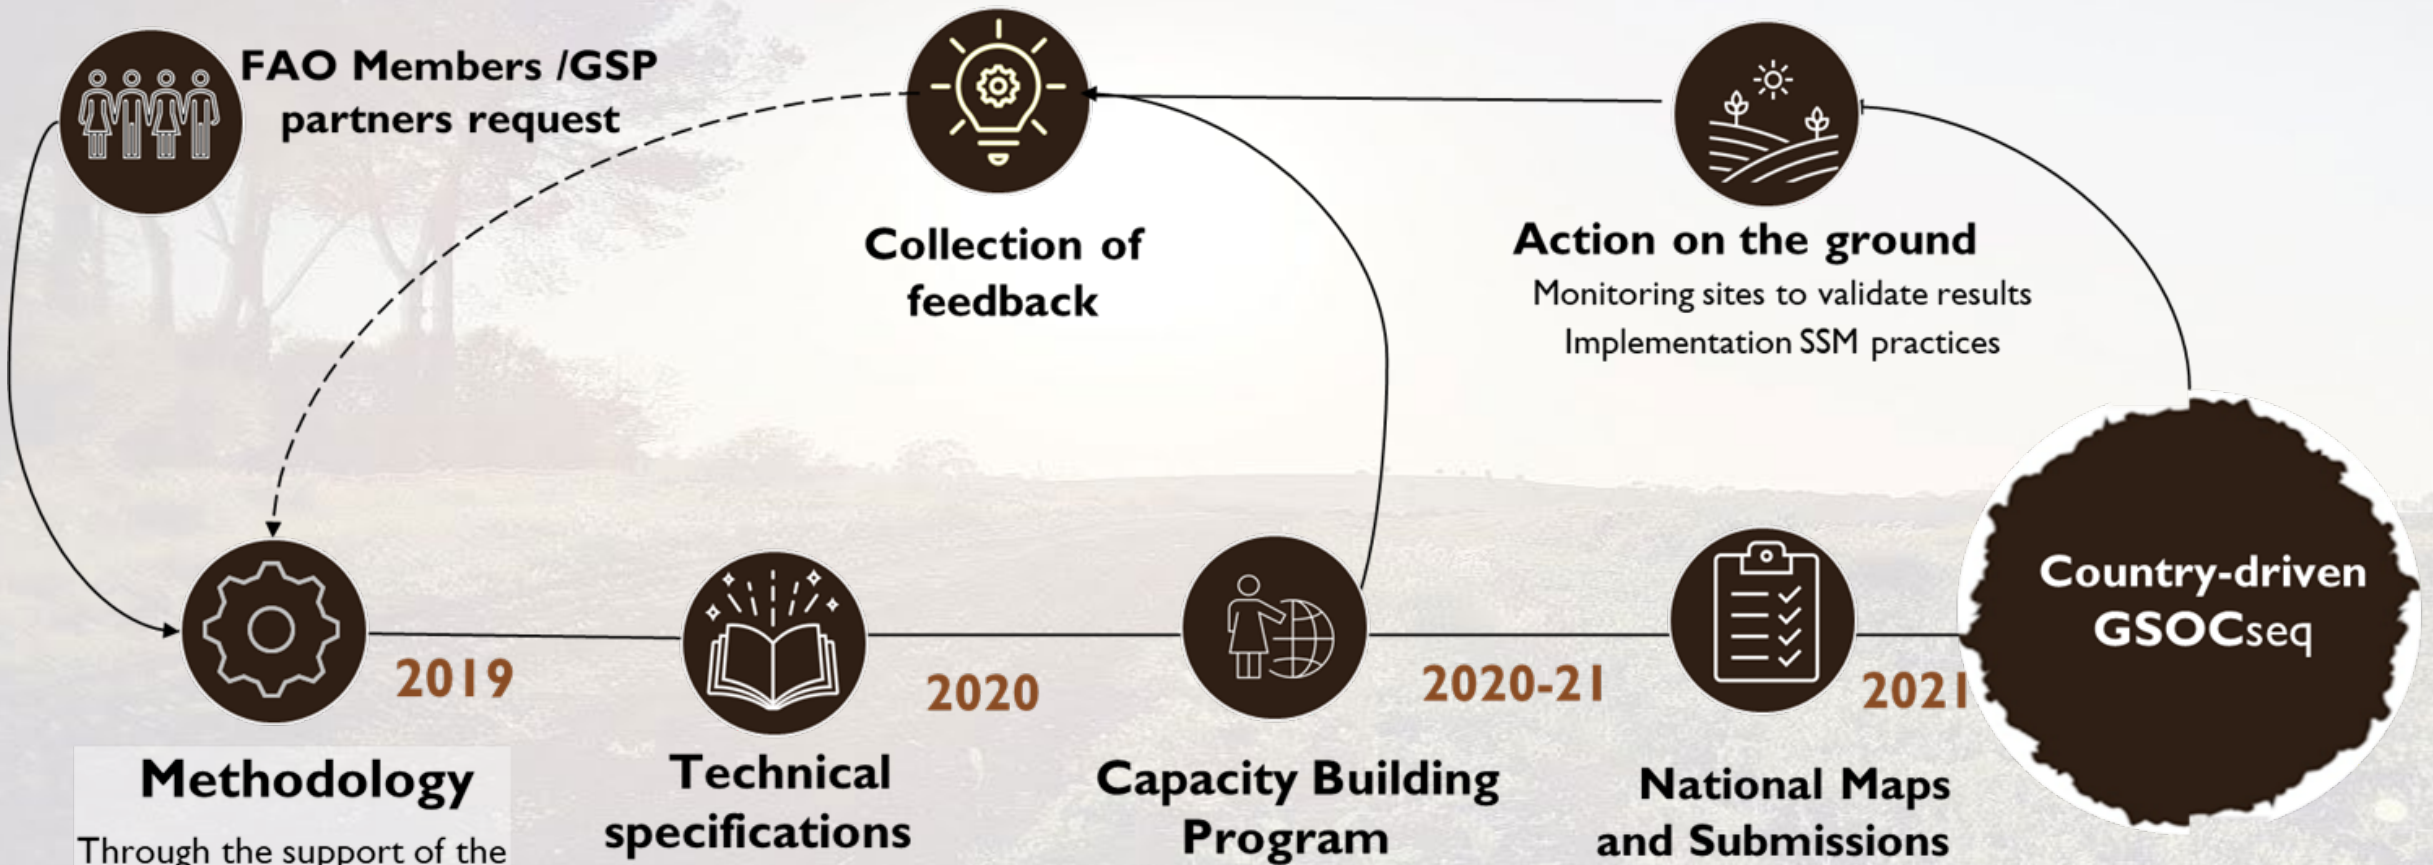 FAO Members /GSP
partners request
Collection of
feedback
Action on the ground
Monitoring sites to validate results
Implementation SSM practices
Country-driven
GSOCseq
2019
2020
2020-21
2021
Methodology
Through the support of the
Technical
specifications
Capacity Building
Program
National Maps
and Submissions